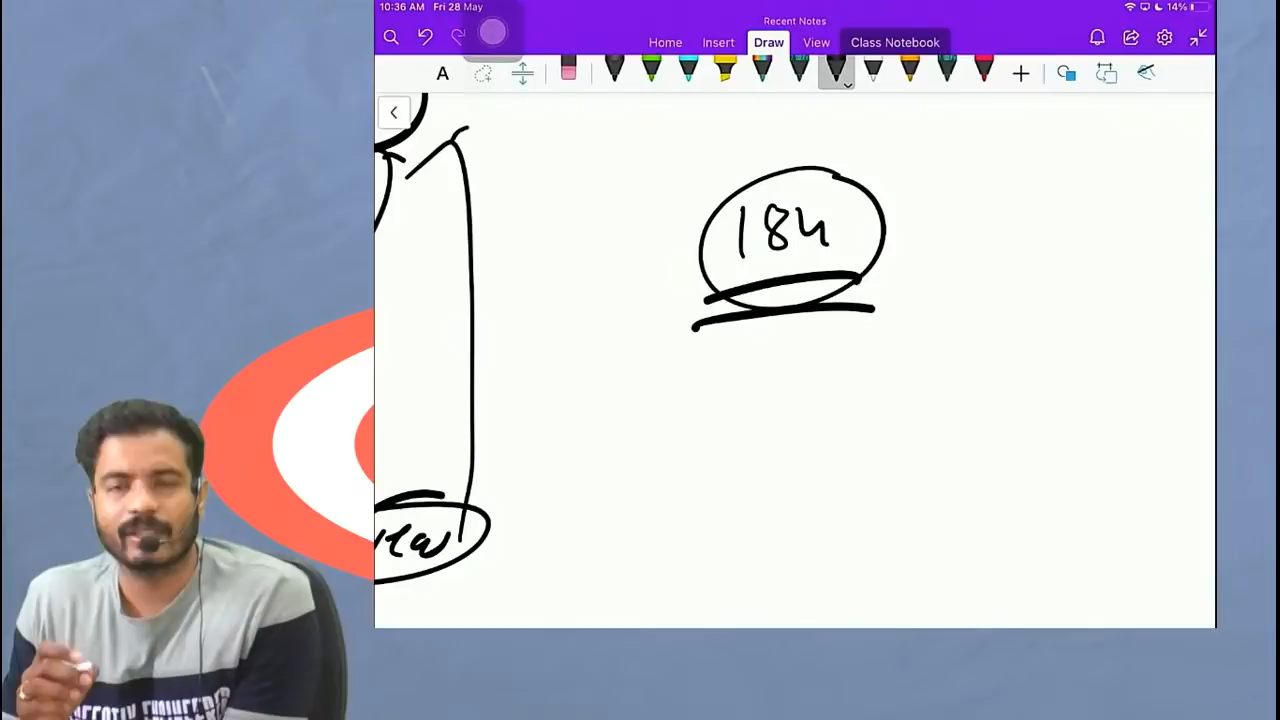 10:36 AM Fri 28 May 14%
Recent Notes
Home Insert Draw View Class Notebook
A
184